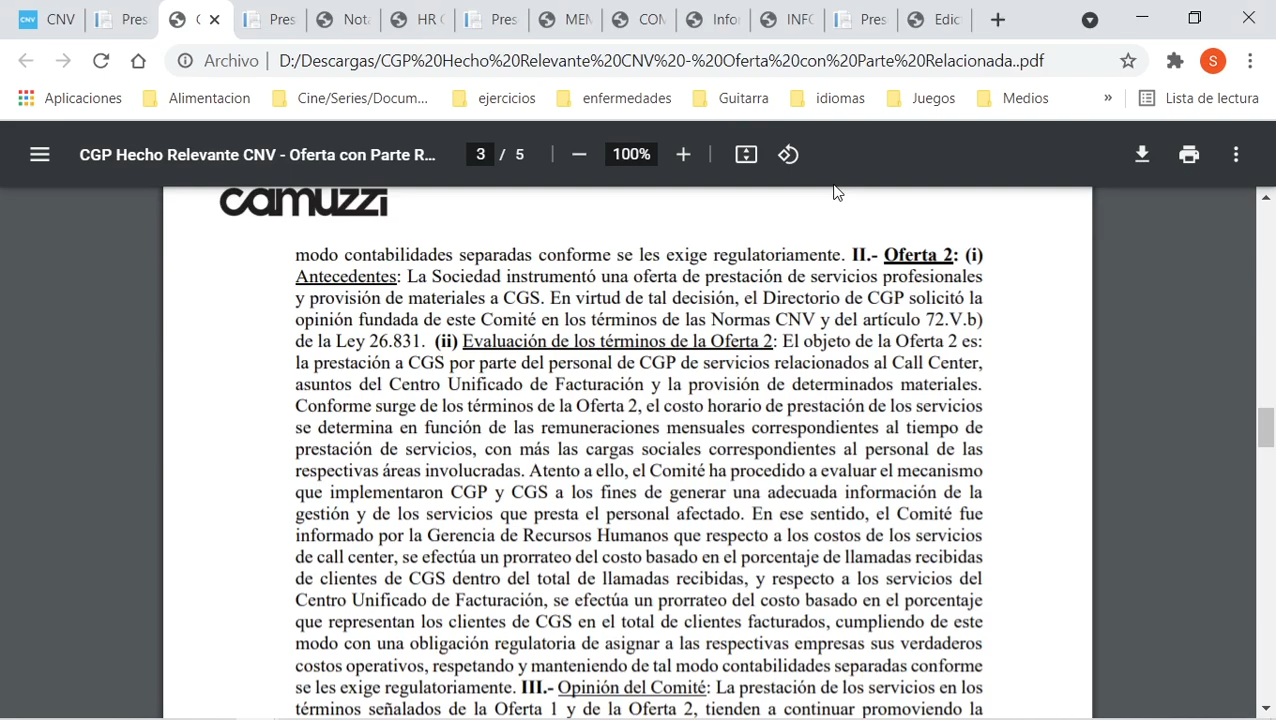 CNV
Pres
C
Pres
Nota
HR C
Pres
MEM
COM
Infor
INFO
Pres
Edic
Archivo | D:/Descargas/CGP%20Hecho%20Relevante%20CNV%20-%20Oferta%20con%20Parte%20Relacionada..pdf
S
Aplicaciones
Alimentacion
Cine/Series/Docum...
ejercicios
enfermedades
Guitarra
idiomas
Juegos
Medios
»
Lista de lectura
CGP Hecho Relevante CNV - Oferta con Parte R...
3 / 5
100%
camuzzi
modo contabilidades separadas conforme se les exige regulatoriamente. II.- Oferta 2: (i)
Antecedentes: La Sociedad instrumentó una oferta de prestación de servicios profesionales
y provisión de materiales a CGS. En virtud de tal decisión, el Directorio de CGP solicitó la
opinión fundada de este Comité en los términos de las Normas CNV y del artículo 72.V.b)
de la Ley 26.831. (ii) Evaluación de los términos de la Oferta 2: El objeto de la Oferta 2 es:
la prestación a CGS por parte del personal de CGP de servicios relacionados al Call Center,
asuntos del Centro Unificado de Facturación y la provisión de determinados materiales.
Conforme surge de los términos de la Oferta 2, el costo horario de prestación de los servicios
se determina en función de las remuneraciones mensuales correspondientes al tiempo de
prestación de servicios, con más las cargas sociales correspondientes al personal de las
respectivas áreas involucradas. Atento a ello, el Comité ha procedido a evaluar el mecanismo
que implementaron CGP y CGS a los fines de generar una adecuada información de la
gestión y de los servicios que presta el personal afectado. En ese sentido, el Comité fue
informado por la Gerencia de Recursos Humanos que respecto a los costos de los servicios
de call center, se efectúa un prorrateo del costo basado en el porcentaje de llamadas recibidas
de clientes de CGS dentro del total de llamadas recibidas, y respecto a los servicios del
Centro Unificado de Facturación, se efectúa un prorrateo del costo basado en el porcentaje
que representan los clientes de CGS en el total de clientes facturados, cumpliendo de este
modo con una obligación regulatoria de asignar a las respectivas empresas sus verdaderos
costos operativos, respetando y manteniendo de tal modo contabilidades separadas conforme
se les exige regulatoriamente. III.- Opinión del Comité: La prestación de los servicios en los
términos señalados de la Oferta 1 y de la Oferta 2, tienden a continuar promoviendo la